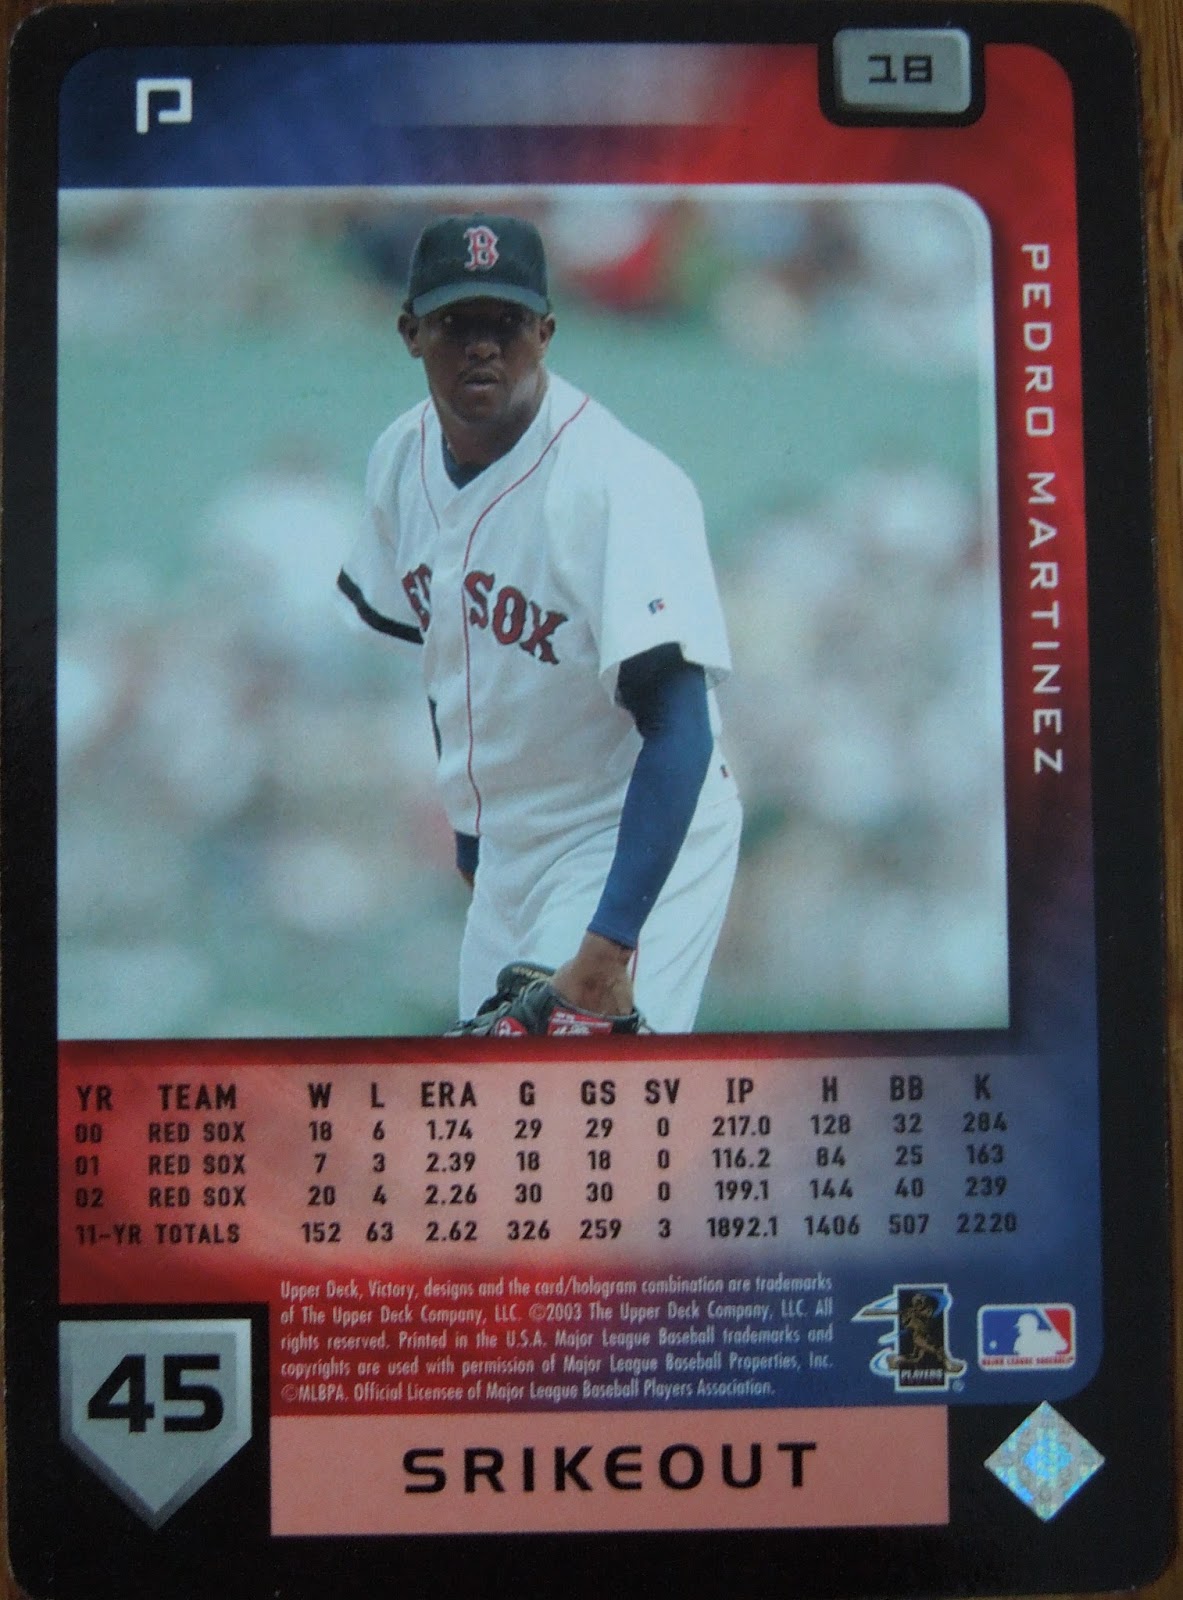 P
18
B
PEDRO MARTINEZ
RED SOX
YR TEAM W L ERA G GS SV IP H BB K
00 RED SOX 18 6 1.74 29 29 0 217.0 128 32 284
01 RED SOX 7 3 2.39 18 18 0 116.2 84 25 163
02 RED SOX 20 4 2.26 30 30 0 199.1 144 40 239
11-YR TOTALS 152 63 2.62 326 259 3 1892.1 1406 507 2220
Upper Deck, Victory, designs and the card/hologram combination are trademarks
of The Upper Deck Company, LLC. ©2003 The Upper Deck Company, LLC. All
rights reserved. Printed in the U.S.A. Major League Baseball trademarks and
copyrights are used with permission of Major League Baseball Properties, Inc.
©MLBPA. Official Licensee of Major League Baseball Players Association.
PLAYERS
MAJOR LEAGUE BASEBALL
45
SRIKEOUT